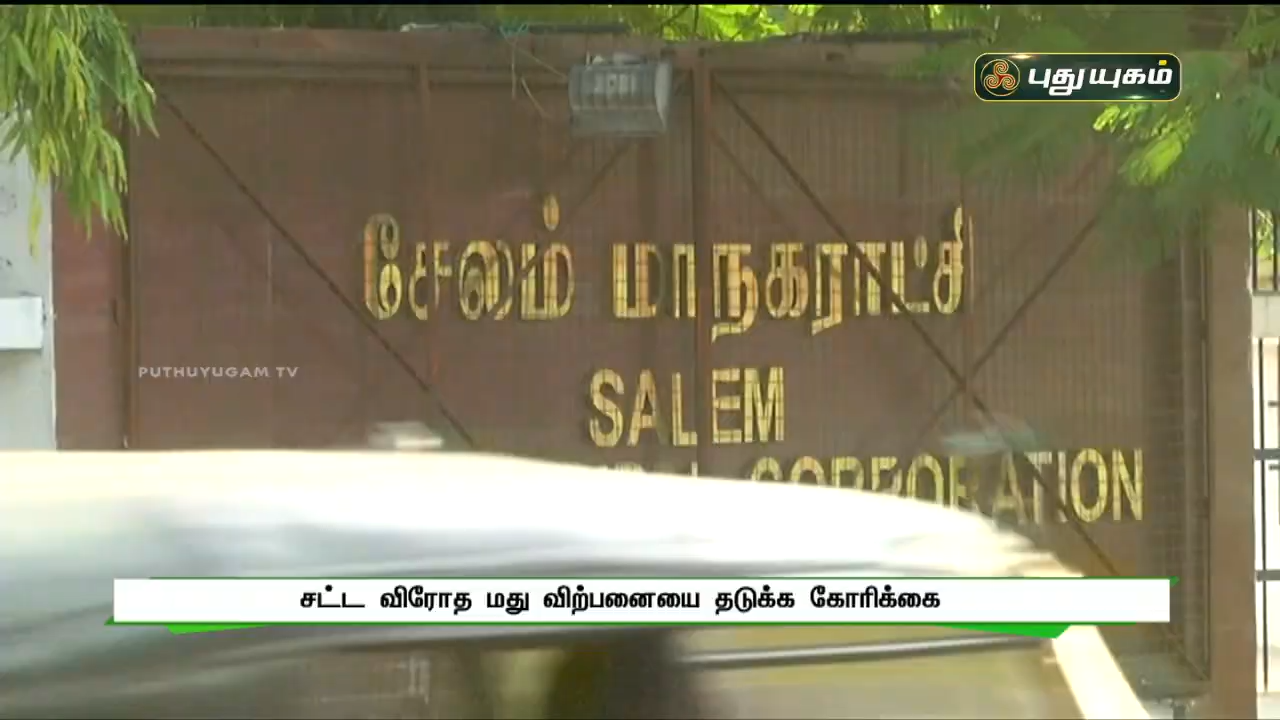 புதுயுகம்
சேலம் மாநகராட்சி
PUTHUYUGAM TV
SALEM
CORPORATION
சட்ட விரோத மது விற்பனையை தடுக்க கோரிக்கை